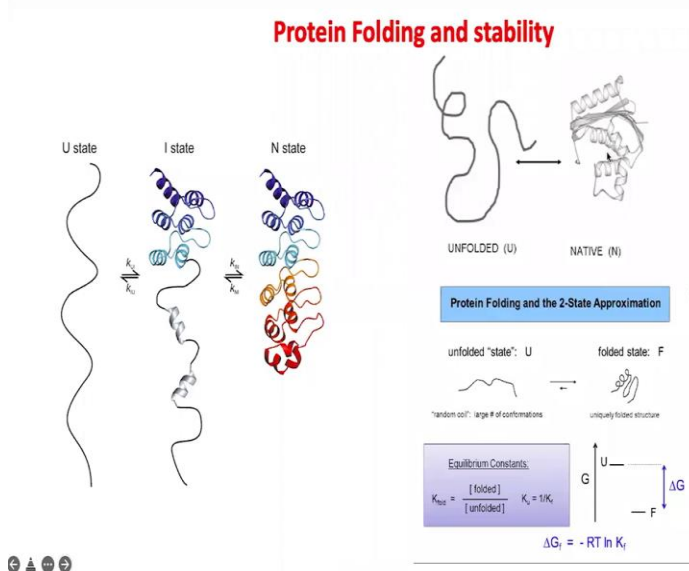 Protein Folding and stability
U state
I state
N state
UNFOLDED (U)
NATIVE (N)
Protein Folding and the 2-State Approximation
unfolded "state": U
folded state: F
"random coil": large # of conformations
uniquely folded structure
Equilibrium Constants:
Kfold = [ folded ] / [ unfolded ] Ku = 1/Kf
G
U
F
ΔG
ΔGf = - RT ln Kf